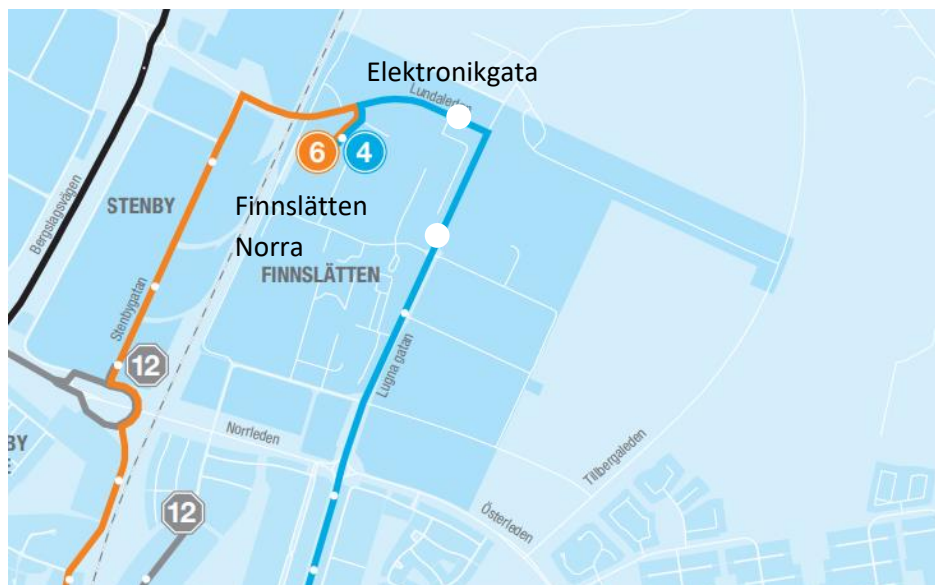 Elektronikgata
Lundaleden
6
4
STENBY
Finnslätten
Norra
FINNSLÄTTEN
Bergslagsvägen
Stenbygatan
Lugna gatan
12
Norrleden
BY
E
12
Österleden
Tillbergaleden